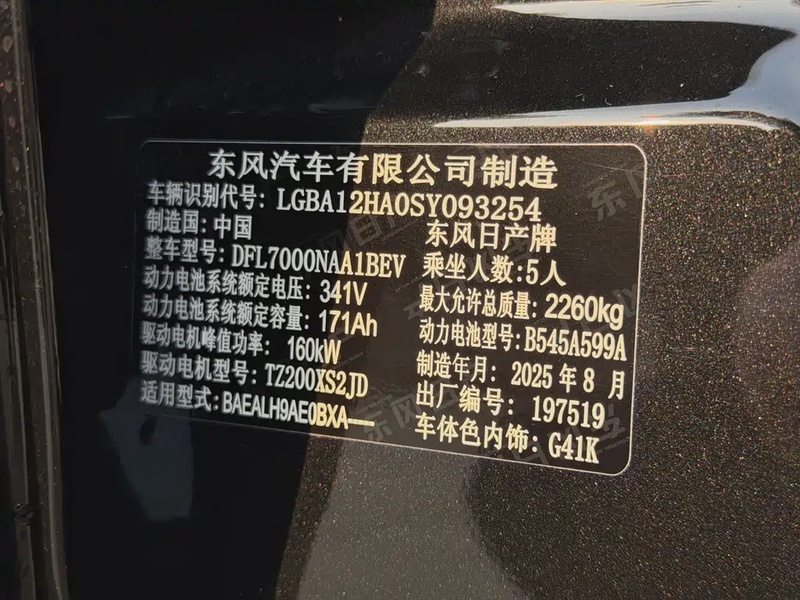 东风汽车有限公司制造
车辆识别代号: LGBA12HA0SY093254
制造国: 中国 东风日产牌
整车型号: DFL7000NAA1BEV 乘坐人数:5人
动力电池系统额定电压: 341V 最大允许总质量: 2260kg
动力电池系统额定容量: 171Ah 动力电池型号:B545A599A
驱动电机峰值功率: 160kW 制造年月: 2025年8月
驱动电机型号: TZ200XS2JD 出厂编号: 197519
适用型式: BAEALH9AE0BXA---- 车体色内饰: G41K